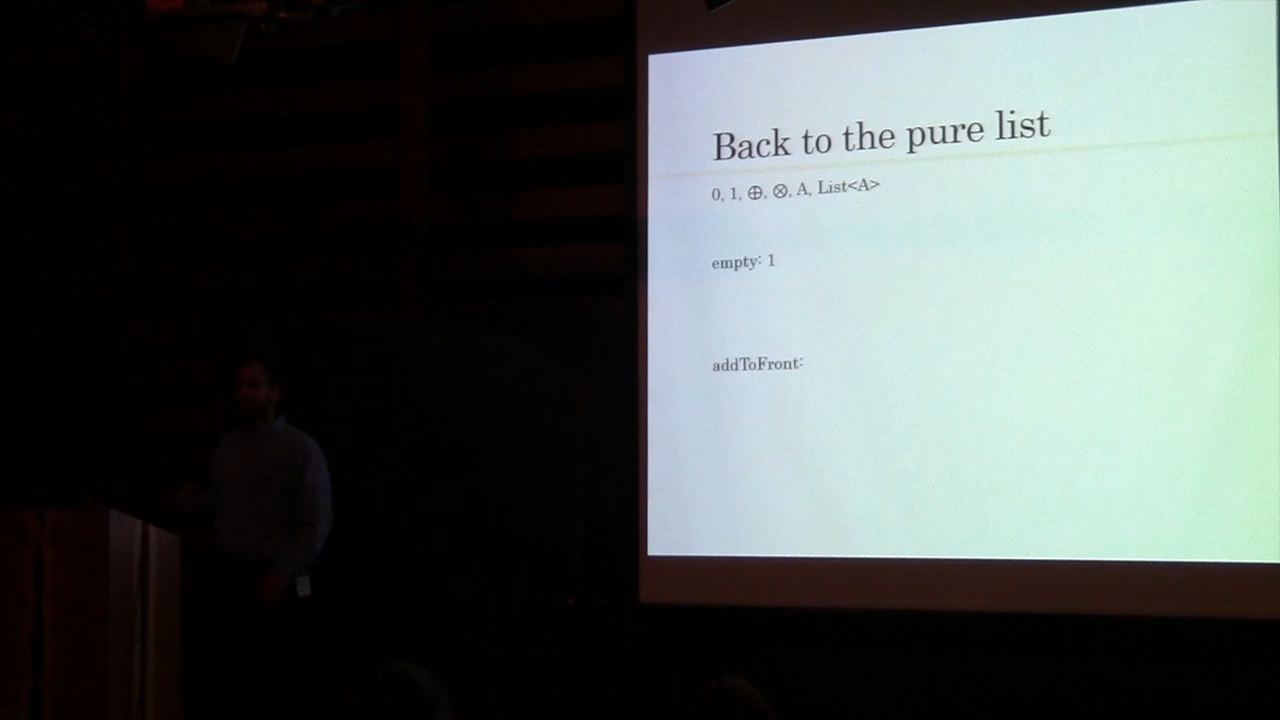 Back to the pure list
0, 1, ⊕, ⊗, A, List<A>
empty: 1
addToFront: